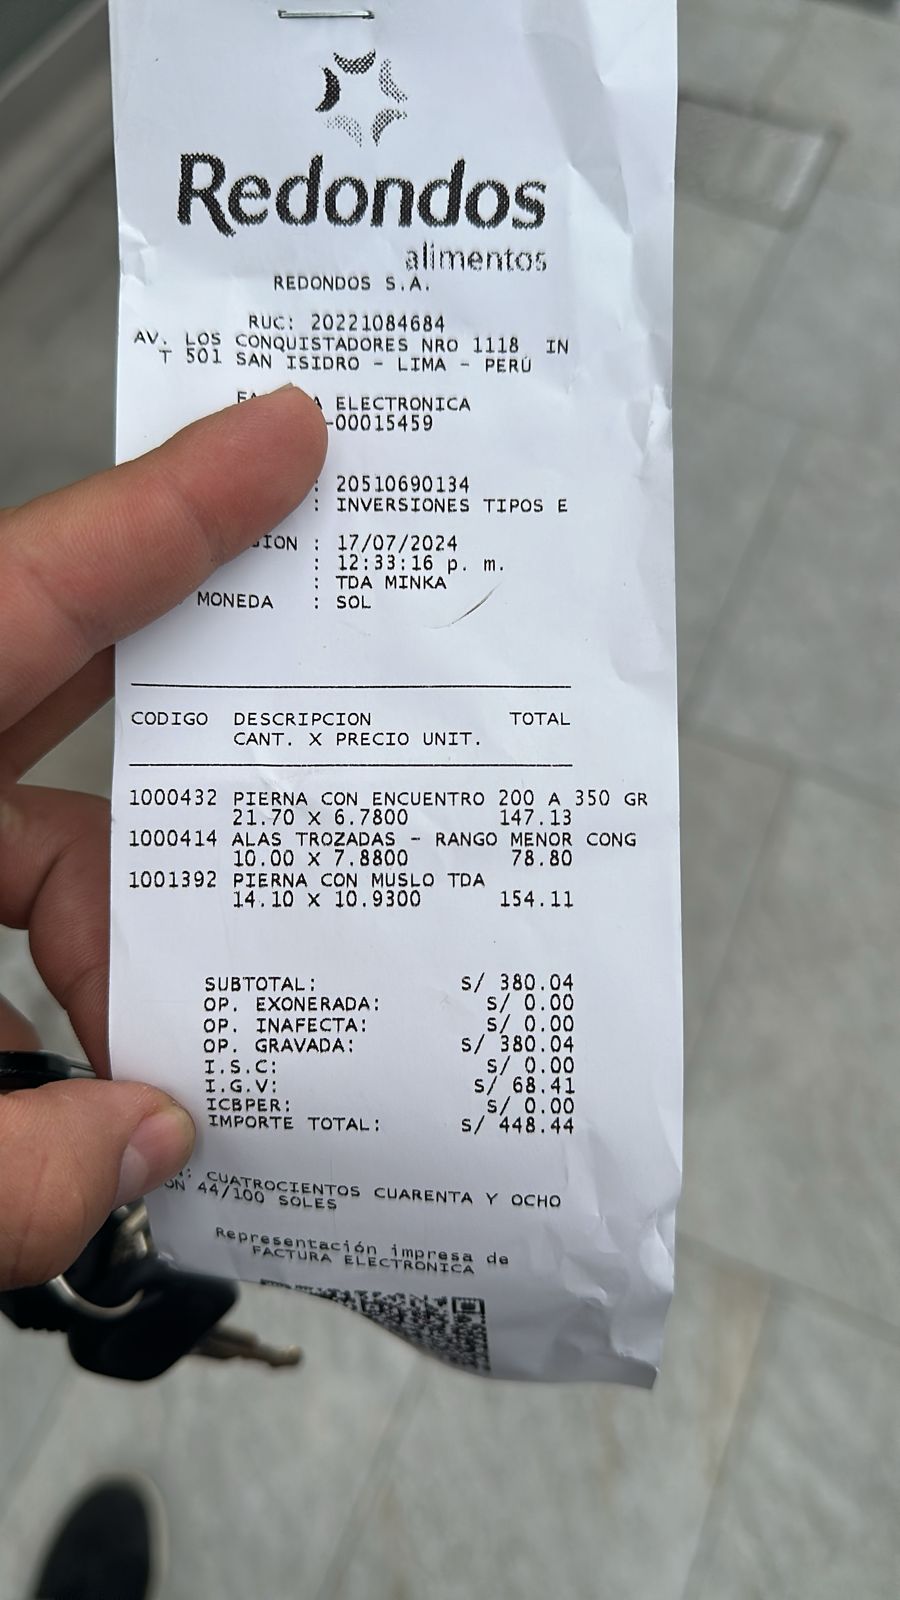 Redondos
alimentos
REDONDOS S.A.
RUC: 20221084684
AV. LOS CONQUISTADORES NRO 1118 IN
T 501 SAN ISIDRO - LIMA - PERÚ
ELECTRONICA
-00015459
: 20510690134
: INVERSIONES TIPOS E
: 17/07/2024
: 12:33:16 p. m.
: TDA MINKA
MONEDA : SOL
CODIGO DESCRIPCION TOTAL
CANT. X PRECIO UNIT.
1000432 PIERNA CON ENCUENTRO 200 A 350 GR
21.70 X 6.7800 147.13
1000414 ALAS TROZADAS - RANGO MENOR CONG
10.00 X 7.8800 78.80
1001392 PIERNA CON MUSLO TDA
14.10 X 10.9300 154.11
SUBTOTAL: S/ 380.04
OP. EXONERADA: S/ 0.00
OP. INAFECTA: S/ 0.00
OP. GRAVADA: S/ 380.04
I.S.C: S/ 0.00
I.G.V: S/ 68.41
ICBPER: S/ 0.00
IMPORTE TOTAL: S/ 448.44
: CUATROCIENTOS CUARENTA Y OCHO
ON 44/100 SOLES
Representación impresa de
FACTURA ELECTRONICA